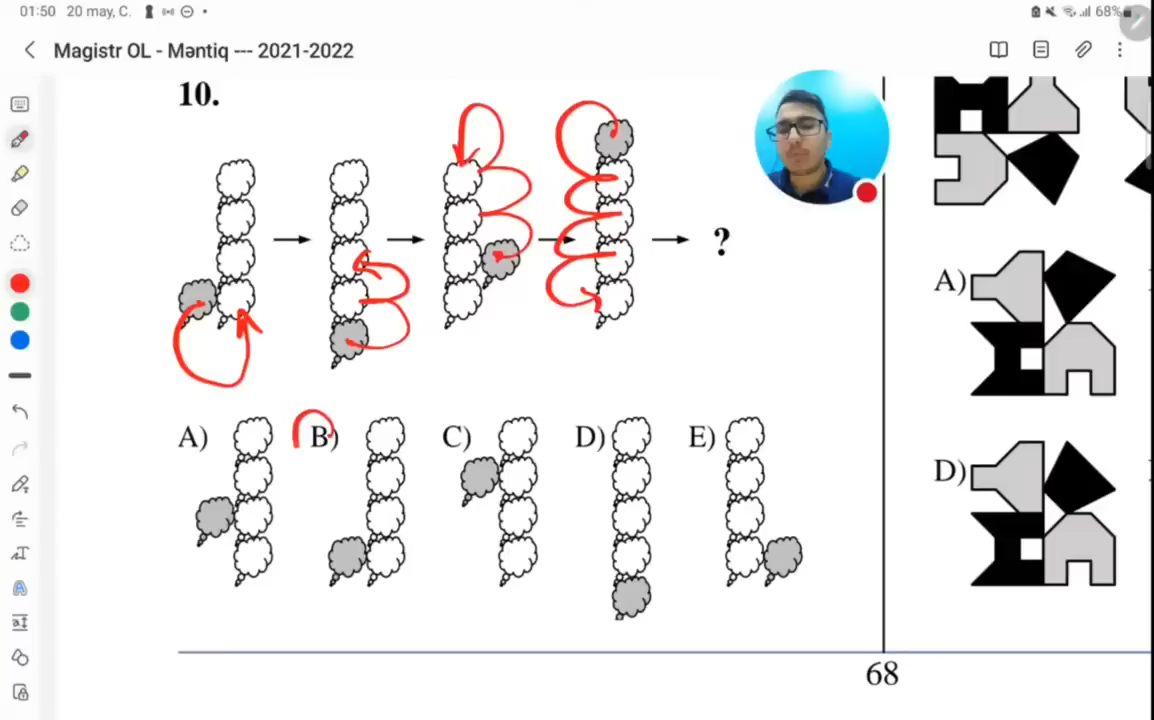 01:50 20 may, C.
68%
Magistr OL - Məntiq --- 2021-2022
10.
?
A) B) C) D) E)
68
A)
D)